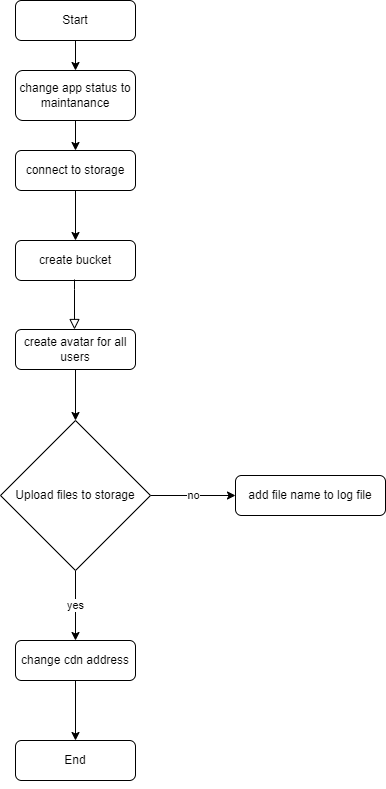 Start
change app status to
maintanance
connect to storage
create bucket
create avatar for all
users
Upload files to storage
no
add file name to log file
yes
change cdn address
End